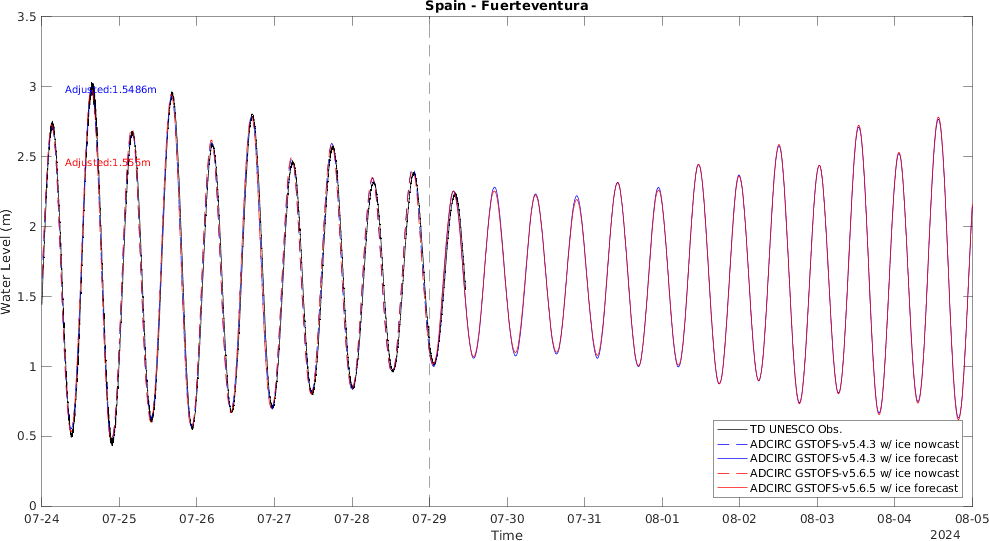 Spain - Fuerteventura
3.5
3
2.5
2
1.5
1
0.5
0
Water Level (m)
Adjusted:1.5486m
Adjusted:1.555m
TD UNESCO Obs.
ADCIRC GSTOFS-v5.4.3 w/ ice nowcast
ADCIRC GSTOFS-v5.4.3 w/ ice forecast
ADCIRC GSTOFS-v5.6.5 w/ ice nowcast
ADCIRC GSTOFS-v5.6.5 w/ ice forecast
07-24 07-25 07-26 07-27 07-28 07-29 07-30 07-31 08-01 08-02 08-03 08-04 08-05
Time
2024